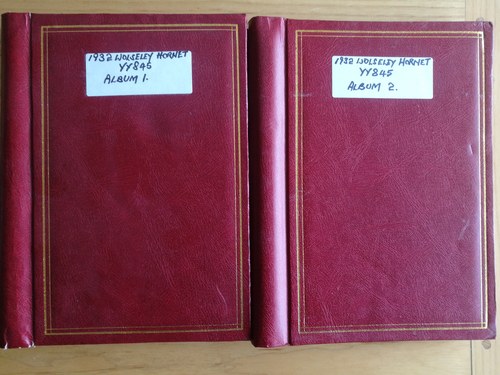 1932 WOLSELEY HORNET
YY845
ALBUM 1.
1932 WOLSELEY HORNET
YY845
ALBUM 2.